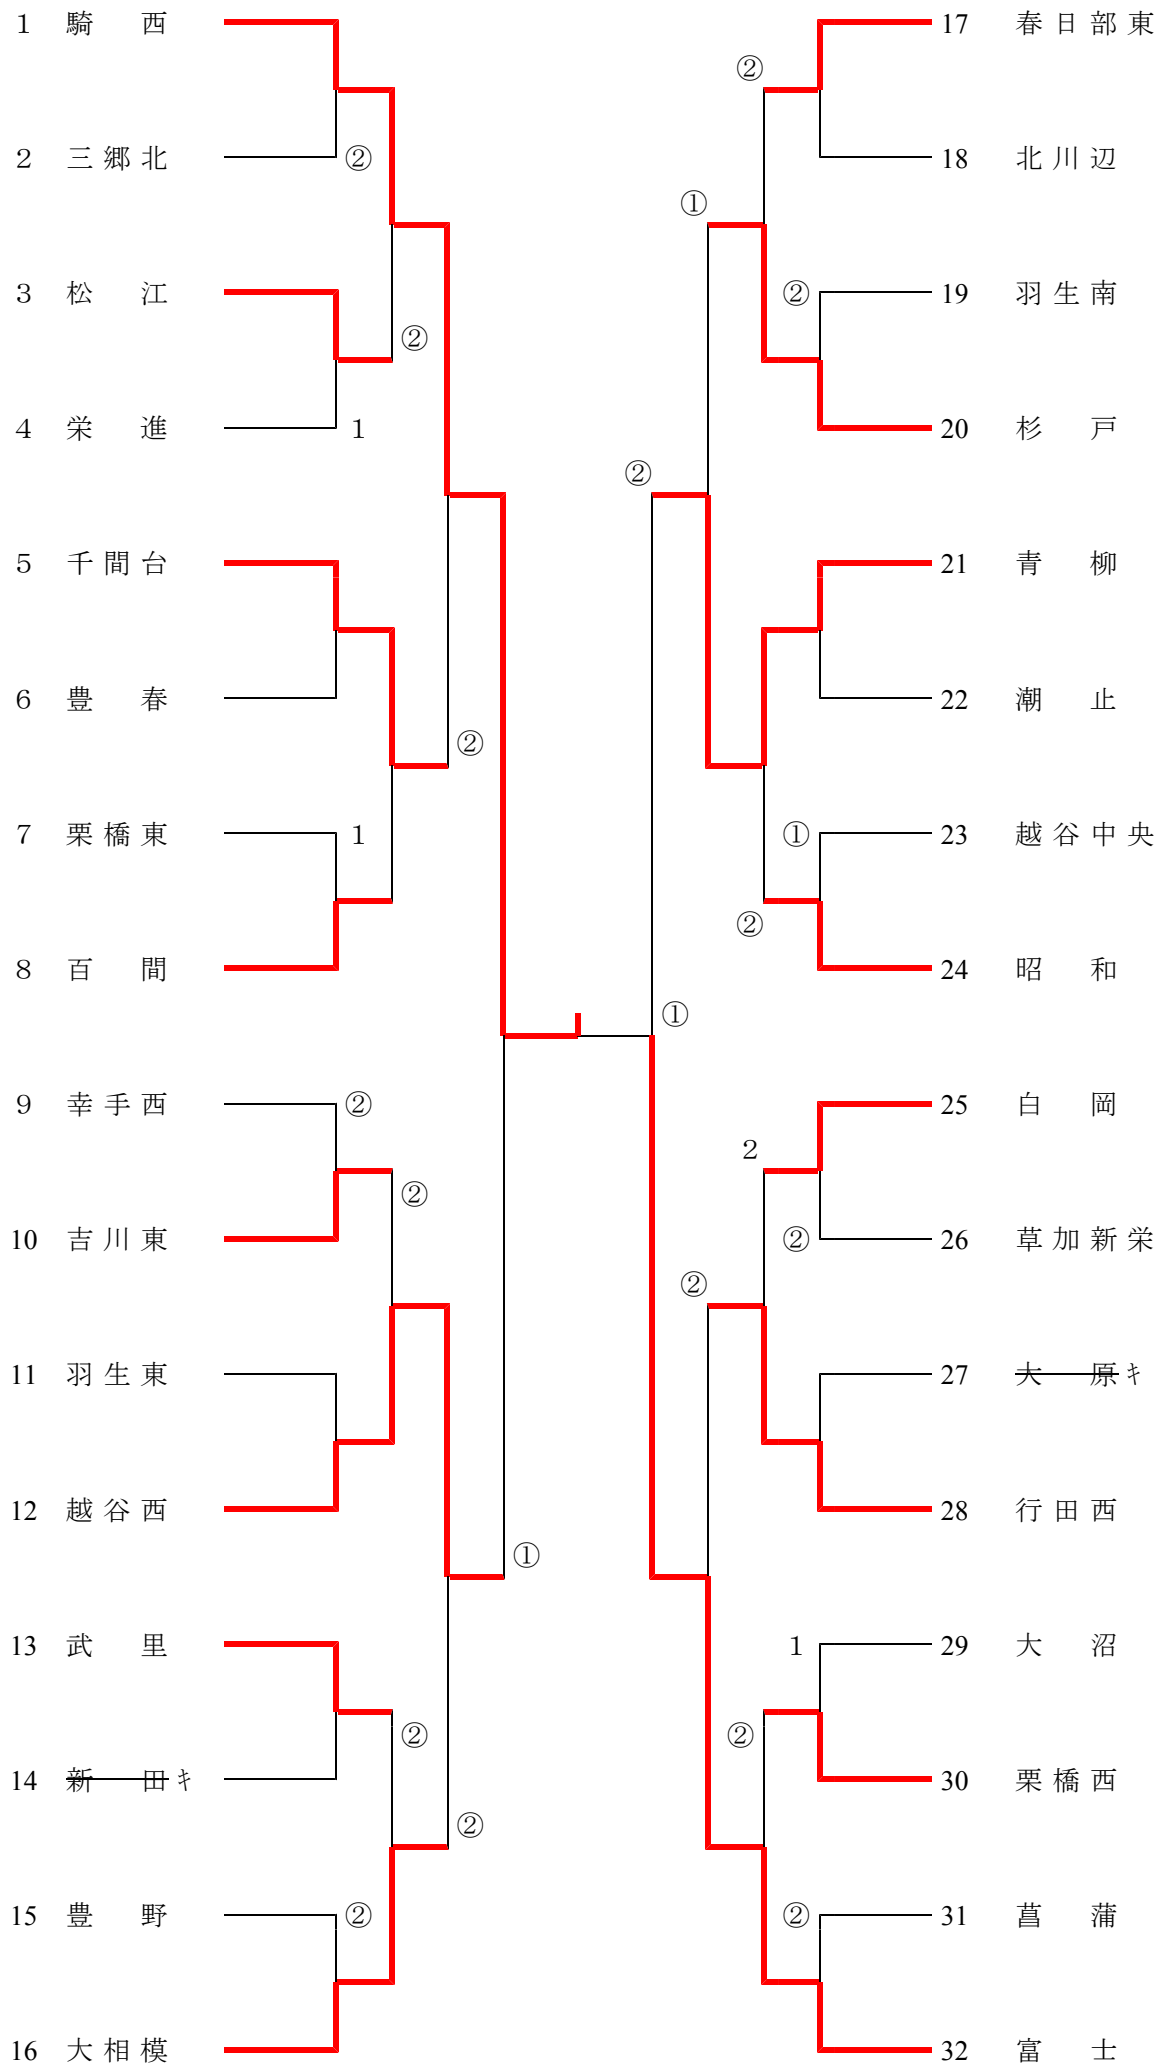 1 騎西
17 春日部東
②
2 三郷北 ②
18 北川辺
①
3 松江
② 19 羽生南
②
4 栄進 1
20 杉戸
②
5 千間台
21 青柳
6 豊春
22 潮止
②
7 栗橋東 1
① 23 越谷中央
②
8 百間
24 昭和
①
9 幸手西 ②
25 白岡
2
②
10 吉川東
② 26 草加新栄
②
11 羽生東
27 大原ｷ
12 越谷西
28 行田西
①
13 武里
1 29 大沼
②
②
14 新田ｷ
30 栗橋西
②
15 豊野 ②
② 31 菖蒲
16 大相模
32 富士